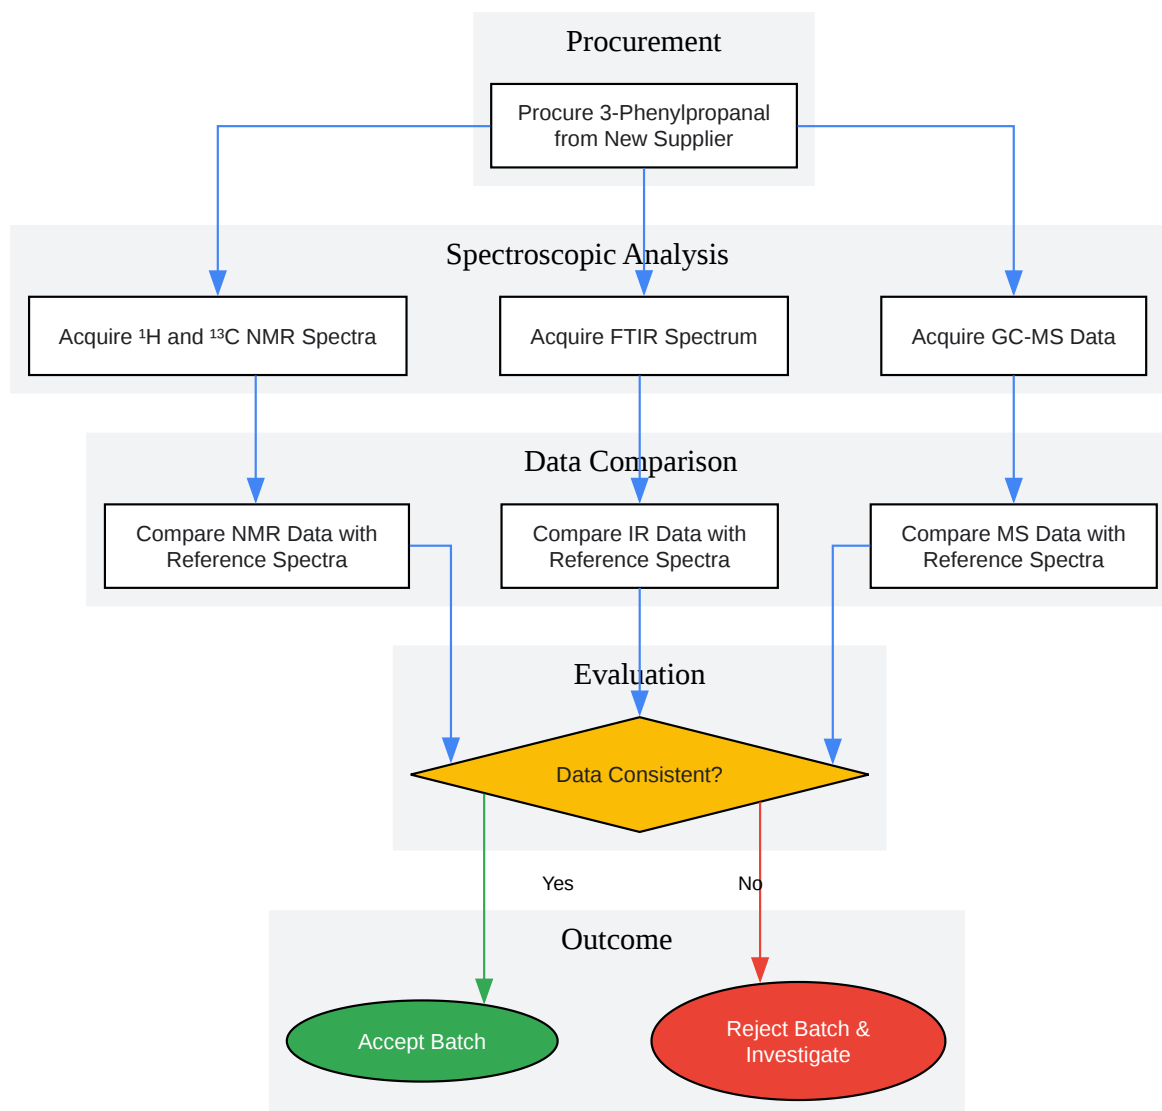 Procurement
Procure 3-Phenylpropanal
from New Supplier
Spectroscopic Analysis
Acquire ¹H and ¹³C NMR Spectra
Acquire FTIR Spectrum
Acquire GC-MS Data
Data Comparison
Compare NMR Data with
Reference Spectra
Compare IR Data with
Reference Spectra
Compare MS Data with
Reference Spectra
Evaluation
Data Consistent?
Yes
No
Outcome
Accept Batch
Reject Batch &
Investigate